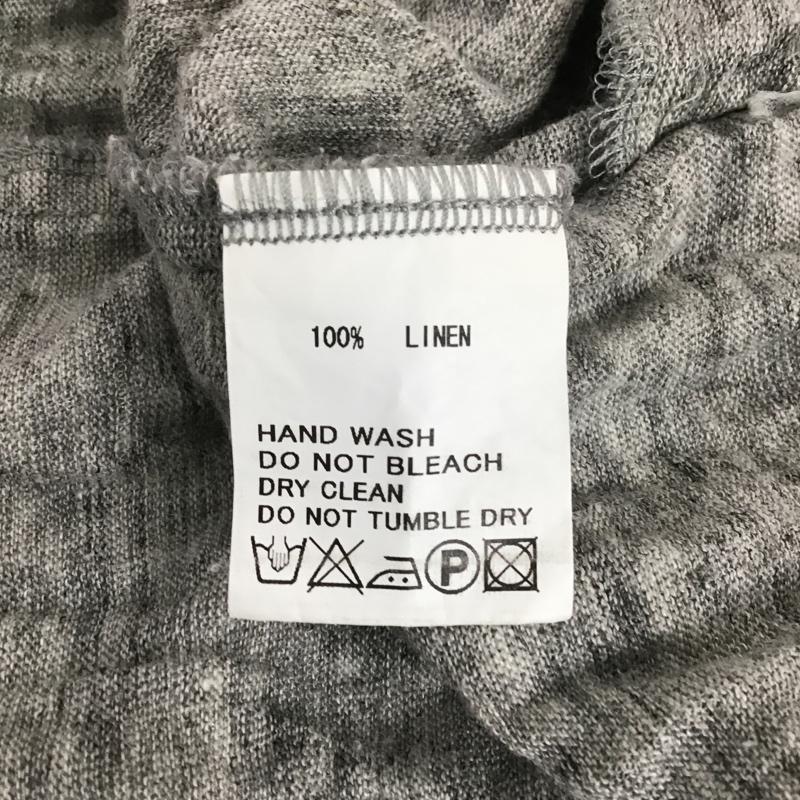 100% LINEN
HAND WASH
DO NOT BLEACH
DRY CLEAN
DO NOT TUMBLE DRY
P